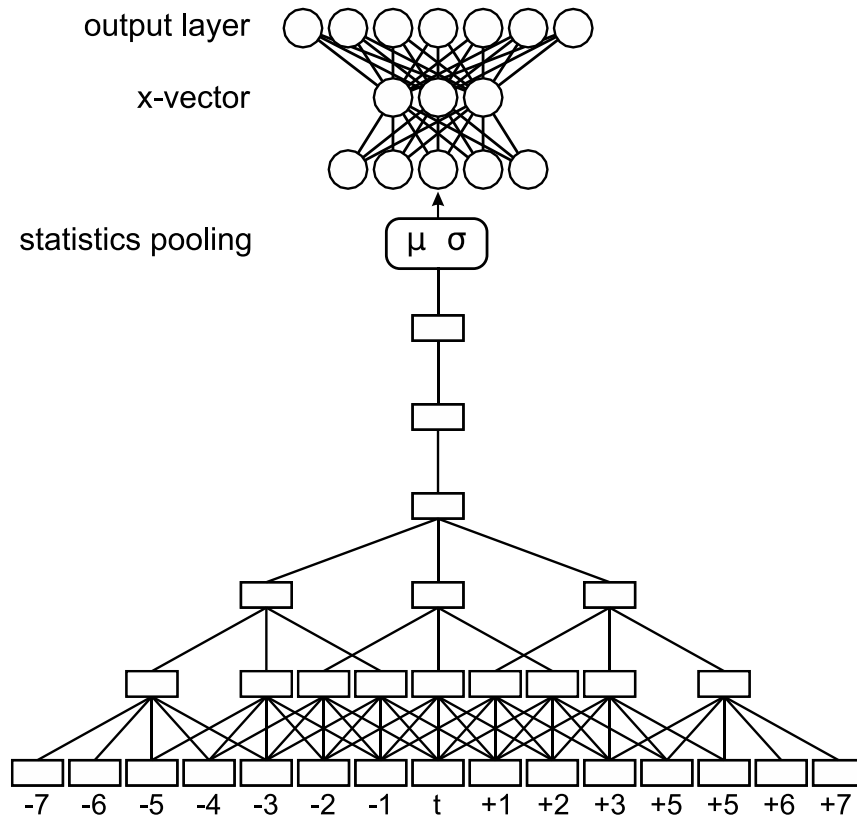 output layer
x-vector
statistics pooling
μ σ
-7 -6 -5 -4 -3 -2 -1 t +1 +2 +3 +5 +5 +6 +7